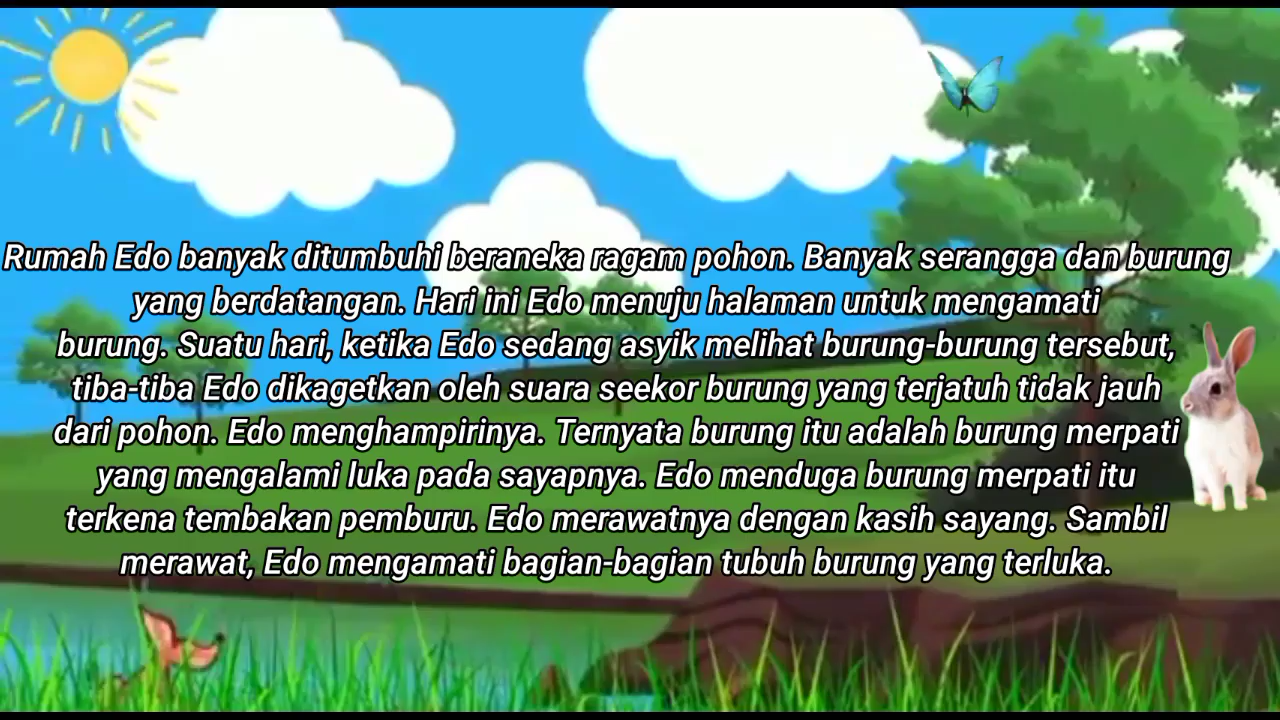 Rumah Edo banyak ditumbuhi beraneka ragam pohon. Banyak serangga dan burung
yang berdatangan. Hari ini Edo menuju halaman untuk mengamati
burung. Suatu hari, ketika Edo sedang asyik melihat burung-burung tersebut,
tiba-tiba Edo dikagetkan oleh suara seekor burung yang terjatuh tidak jauh
dari pohon. Edo menghampirinya. Ternyata burung itu adalah burung merpati
yang mengalami luka pada sayapnya. Edo menduga burung merpati itu
terkena tembakan pemburu. Edo merawatnya dengan kasih sayang. Sambil
merawat, Edo mengamati bagian-bagian tubuh burung yang terluka.